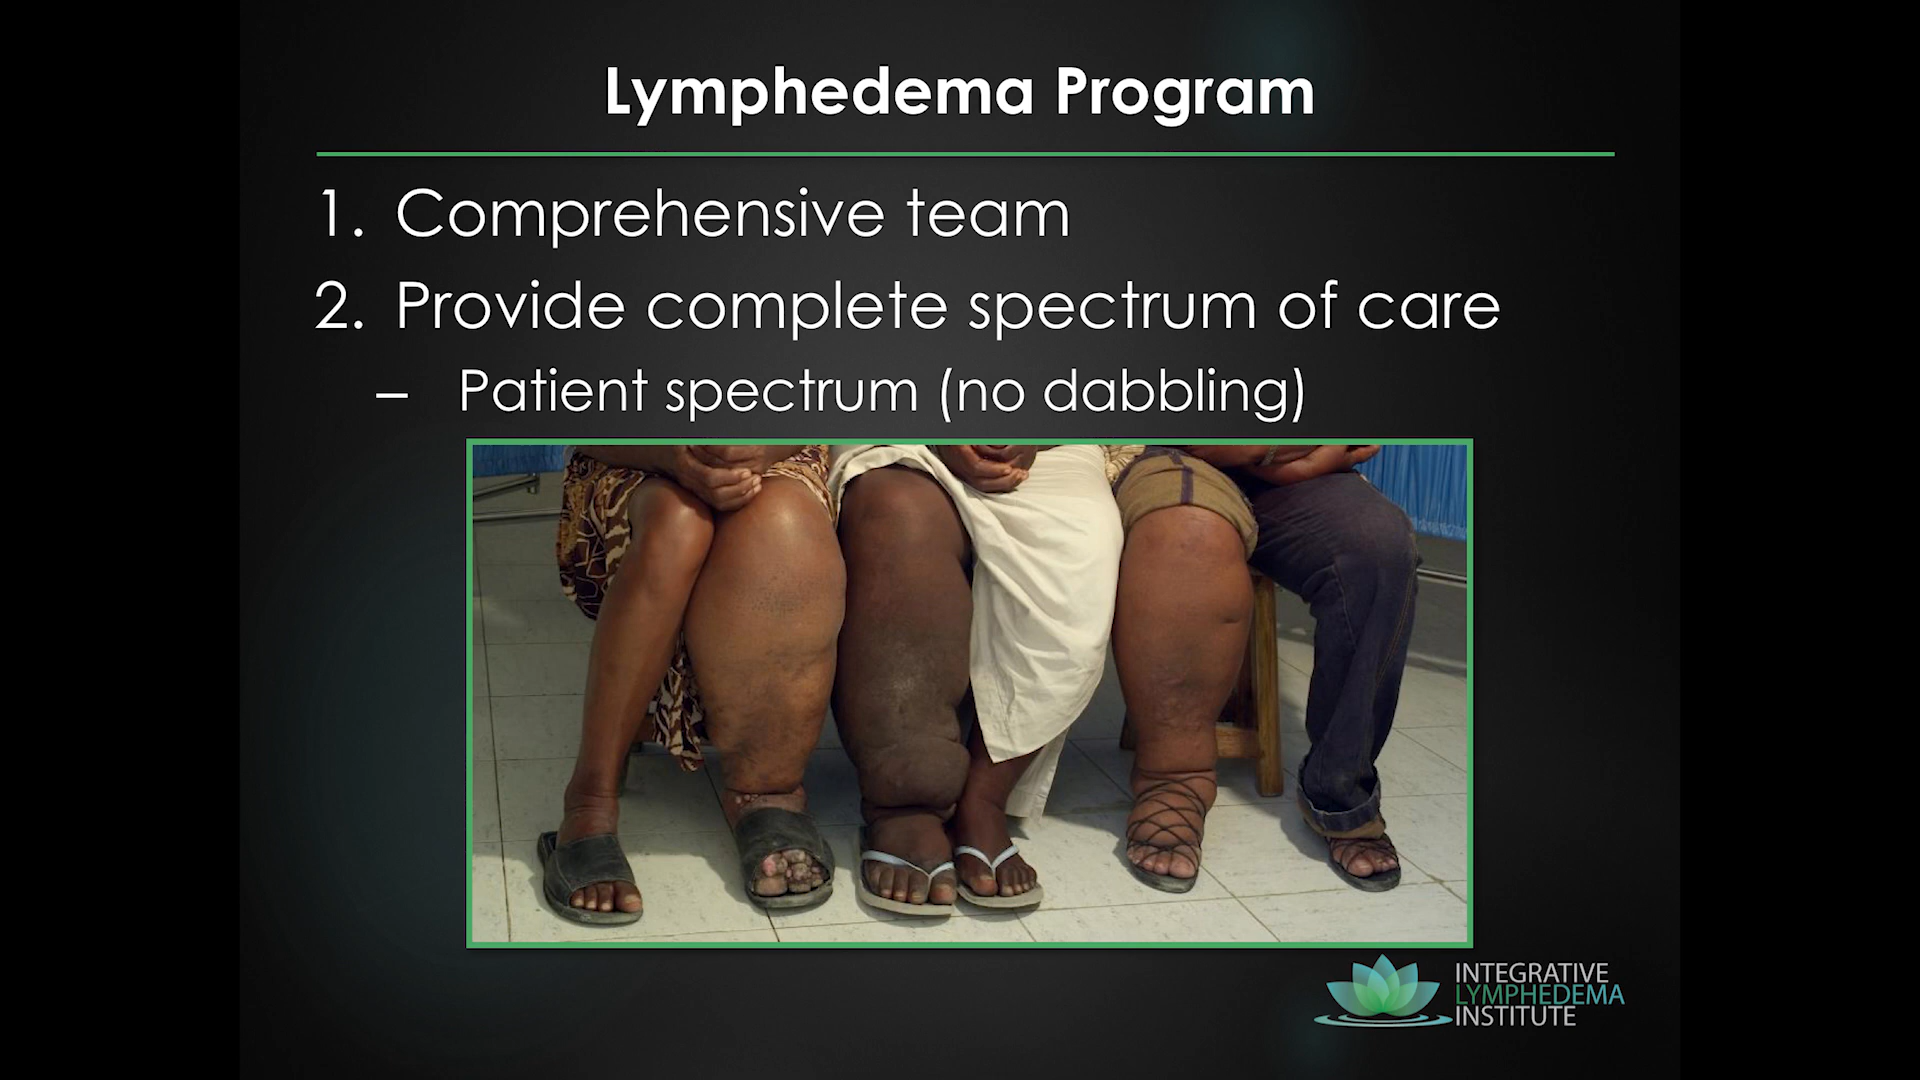 Lymphedema Program
1. Comprehensive team
2. Provide complete spectrum of care
– Patient spectrum (no dabbling)
INTEGRATIVE
LYMPHEDEMA
INSTITUTE